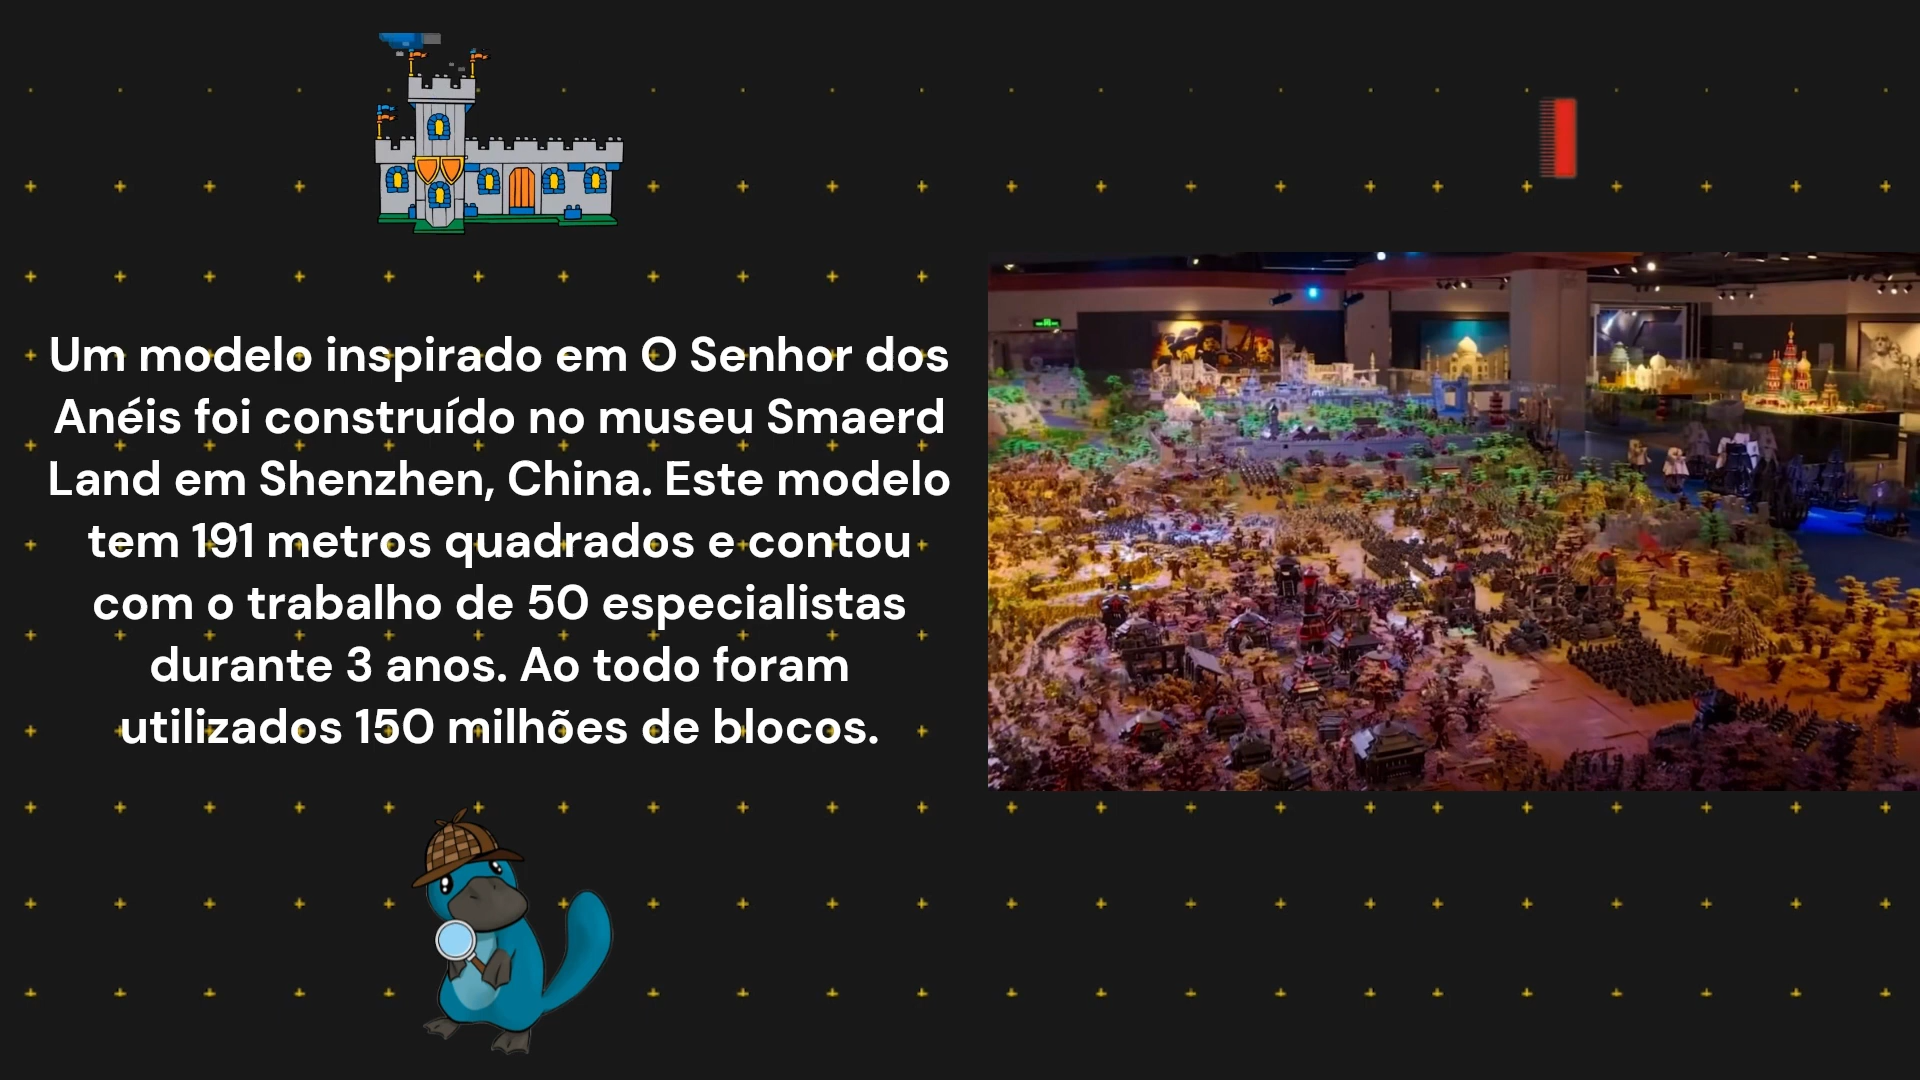 Um modelo inspirado em O Senhor dos
Anéis foi construído no museu Smaerd
Land em Shenzhen, China. Este modelo
tem 191 metros quadrados e contou
com o trabalho de 50 especialistas
durante 3 anos. Ao todo foram
utilizados 150 milhões de blocos.